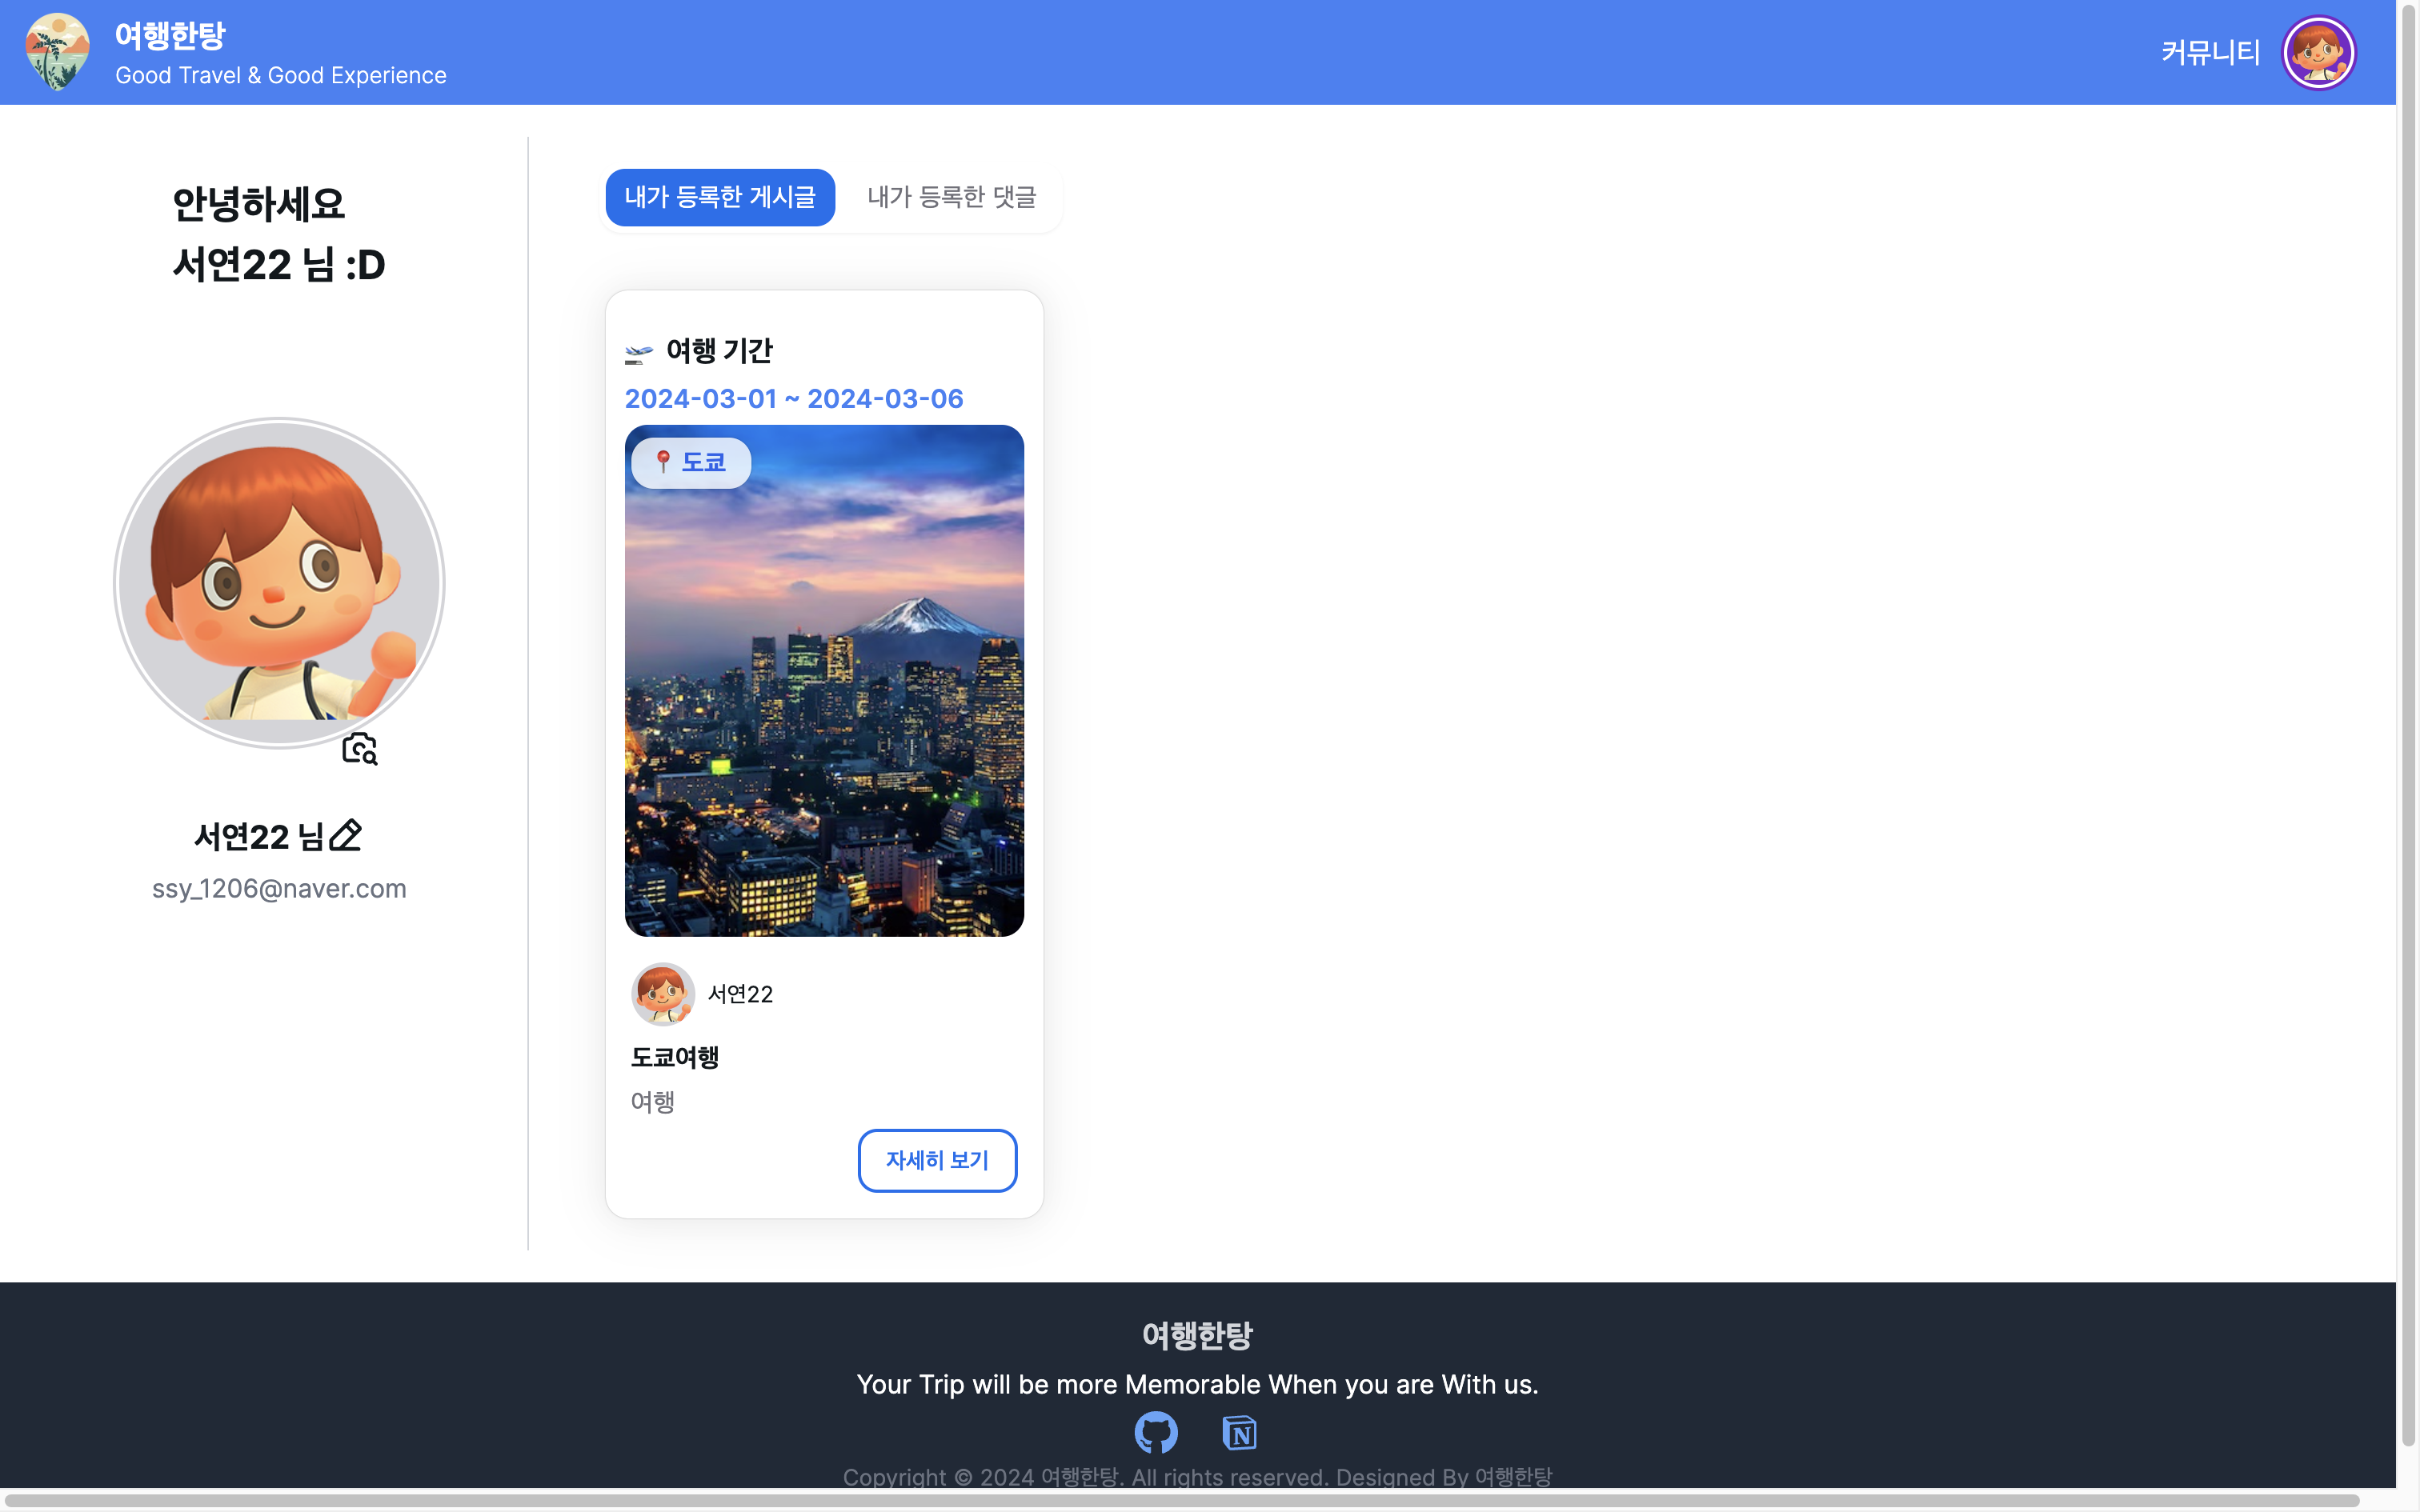 여행한탕
Good Travel & Good Experience
커뮤니티
안녕하세요
서연22 님 :D
서연22 님
ssy_1206@naver.com
내가 등록한 게시글
내가 등록한 댓글
여행 기간
2024-03-01 ~ 2024-03-06
도쿄
서연22
도쿄여행
여행
자세히 보기
여행한탕
Your Trip will be more Memorable When you are With us.
N
Copyright © 2024 여행한탕. All rights reserved. Designed By 여행한탕